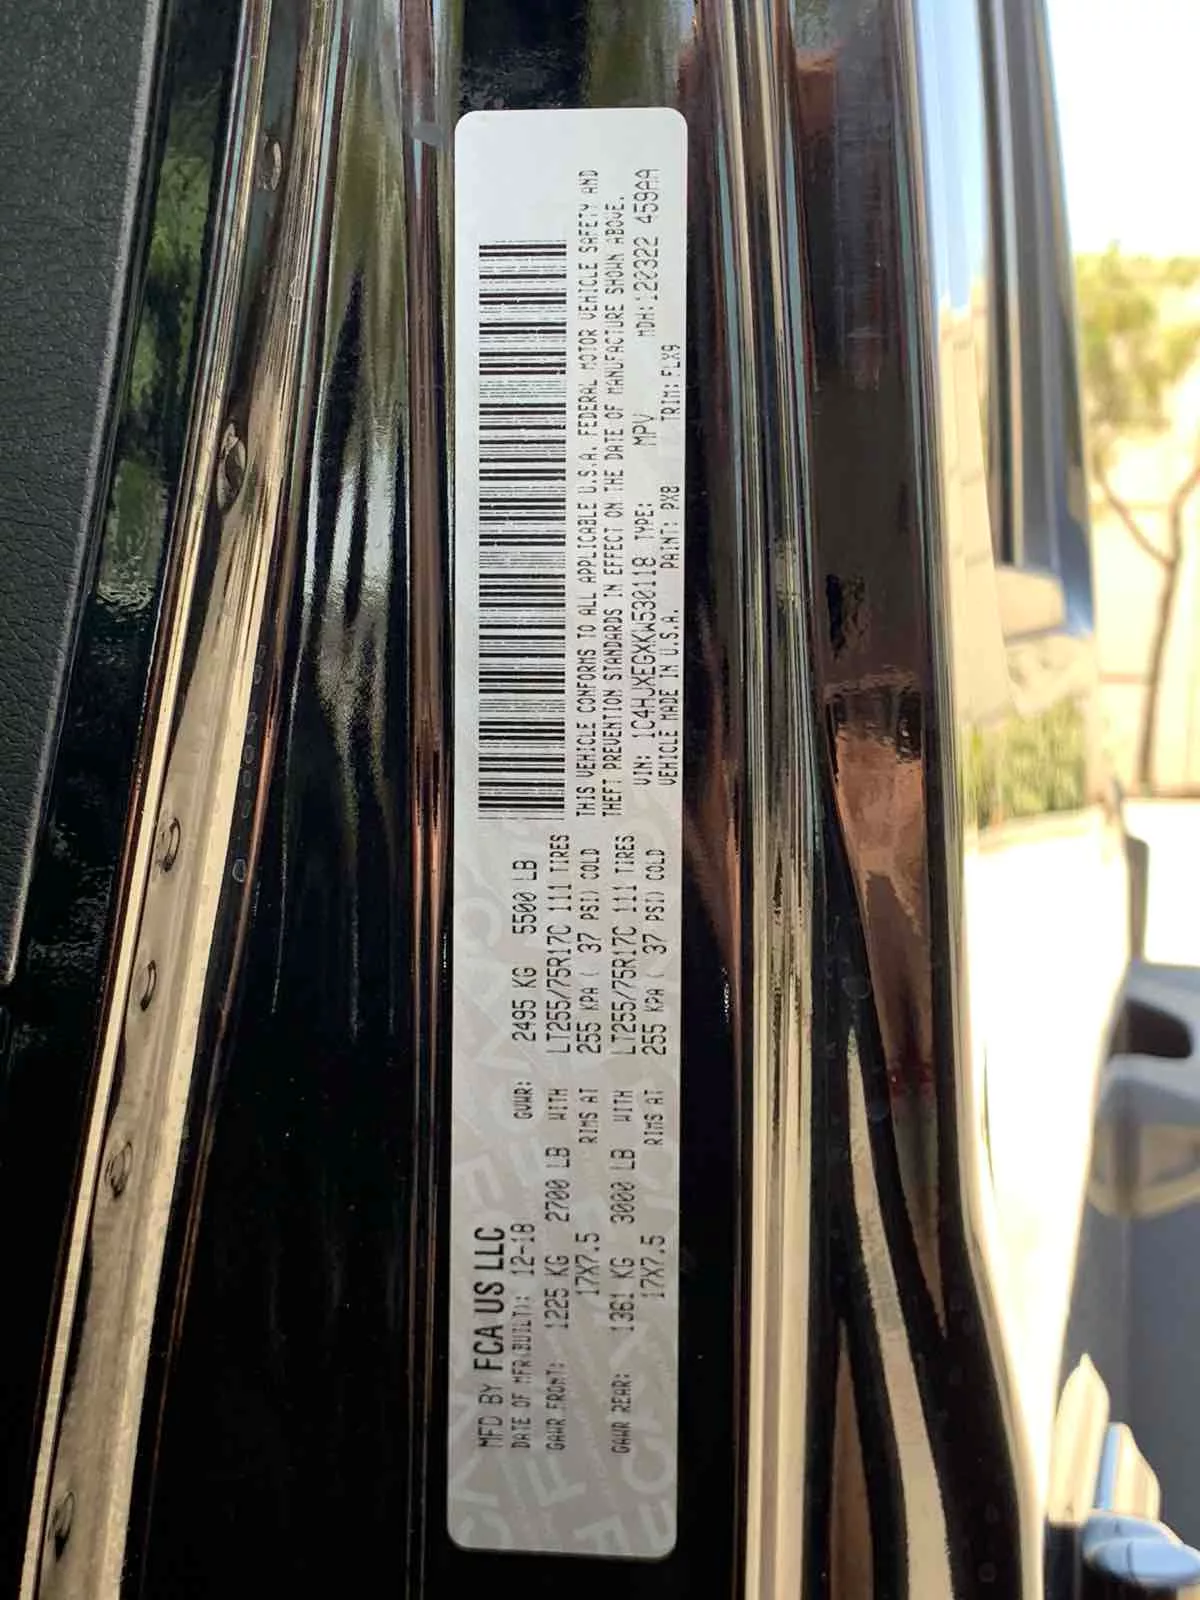 MFD BY FCA US LLC
DATE OF MFR(BUILT): 12-18 GVWR: 2495 KG 5500 LB
GAWR FRONT: 1225 KG 2700 LB WITH LT255/75R17C 111 TIRES
17X7.5 RIMS AT 255 KPA ( 37 PSI) COLD
GAWR REAR: 1361 KG 3000 LB WITH LT255/75R17C 111 TIRES
17X7.5 RIMS AT 255 KPA ( 37 PSI) COLD
THIS VEHICLE CONFORMS TO ALL APPLICABLE U.S.A. FEDERAL MOTOR VEHICLE SAFETY AND
THEFT PREVENTION STANDARDS IN EFFECT ON THE DATE OF MANUFACTURE SHOWN ABOVE.
VIN: 1C4HJXEGXKW530118 TYPE: MPV MDH:120322 459AA
VEHICLE MADE IN U.S.A. PAINT: PX8 TRIM: FLX9